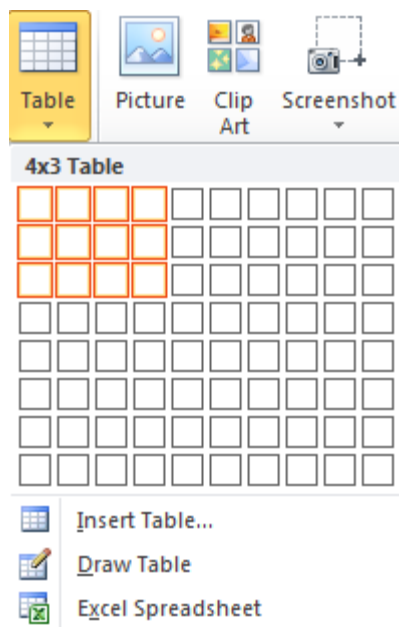 Table Picture Clip Screenshot
Art
4x3 Table
Insert Table...
Draw Table
Excel Spreadsheet